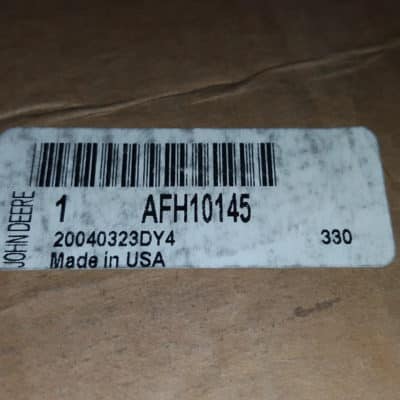 JOHN DEERE
1 AFH10145
20040323DY4 330
Made in USA